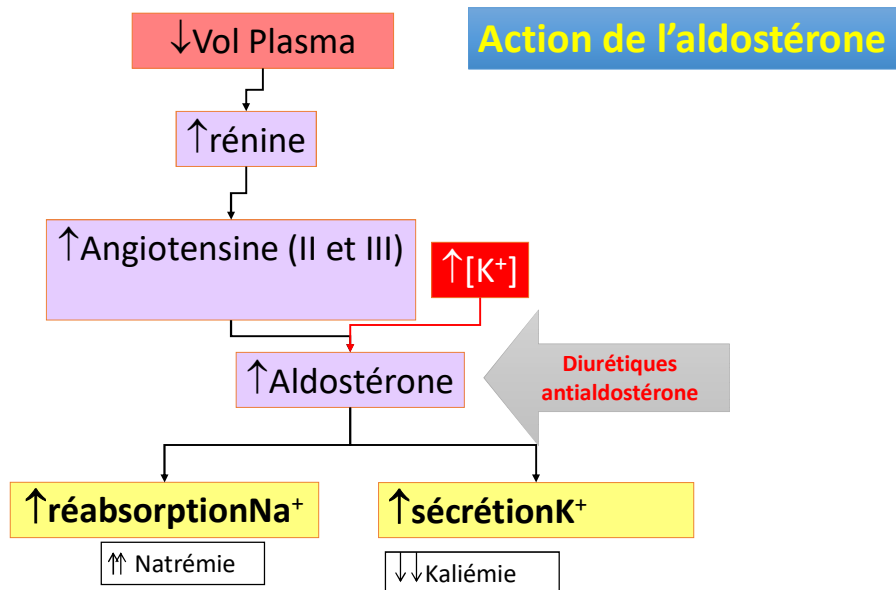 Action de l'aldostérone
↓Vol Plasma
↑rénine
↑Angiotensine (II et III)
↑[K⁺]
↑Aldostérone
Diurétiques
antialdostérone
↑réabsorptionNa⁺
↑sécrétionK⁺
⇈ Natrémie
↓↓Kaliémie